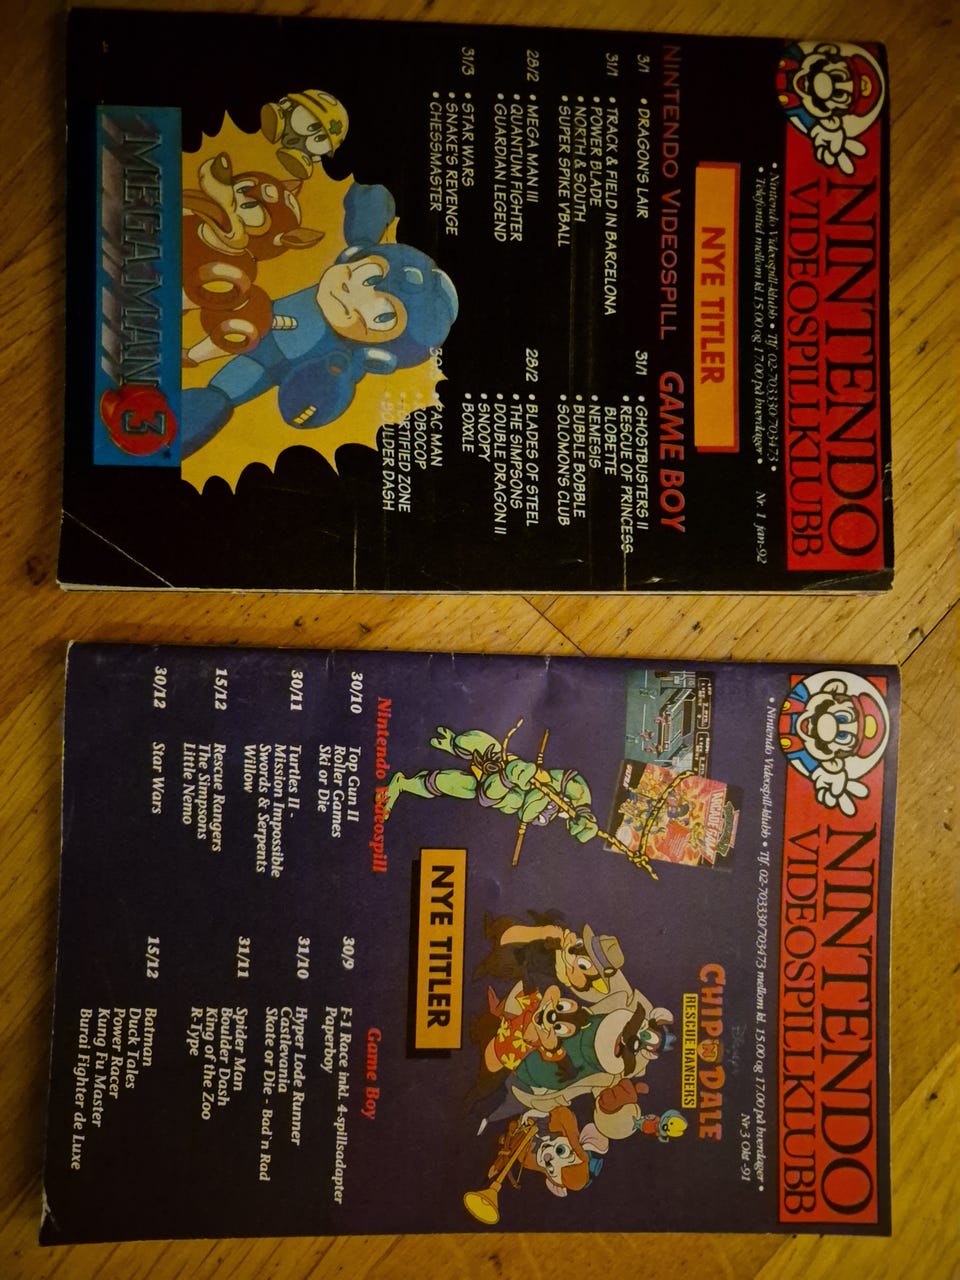 NINTENDO
VIDEOSPILKLUBB
• Nintendo Videospill-klubb • Tlf 02-703330/703473 •
• Telefontid mellom kl 15.00 og 17.00 på hverdager •
Nr. 1 jan-92
NYE TITLER
NINTENDO VIDEOSPILL
3/1 • DRAGON'S LAIR
31/1 • TRACK & FIELD IN BARCELONA
POWER BLADE
• NORTH & SOUTH
• SUPER SPIKE V'BALL
28/2 • MEGA MAN III
• QUANTUM FIGHTER
• GUARDIAN LEGEND
31/3 • STAR WARS
• SNAKE'S REVENGE
• CHESSMASTER
GAME BOY
31/1 • GHOSTBUSTERS II
• RESCUE OF PRINCESS
BLOBETTE
• NEMESIS
• BUBBLE BOBBLE
• SOLOMON'S CLUB
28/2 • BLADES OF STEEL
• THE SIMPSONS
• DOUBLE DRAGON II
• SNOOPY
• BOXXLE
PAC MAN
ROBOCOP
FORTIFIED ZONE
BOULDER DASH
MEGA MAN 3
NINTENDO
VIDEOSPILKLUBB
• Nintendo Videospill-klubb • Tlf. 02-703330/703473 mellom kl. 15.00 og 17.00 på hverdager •
Nr 3 Okt -91
Disney's
CHIP 'N DALE
RESCUE RANGERS
NYE TITLER
Nintendo Videospill
30/10 Top Gun II
Roller Games
Ski or Die
30/11 Turtles II -
Mission Impossible
Swords & Serpents
Willow
15/12 Rescue Rangers
The Simpsons
Little Nemo
30/12 Star Wars
Game Boy
30/9 F-1 Race inkl. 4-spillsadapter
Paperboy
31/10 Hyper Lode Runner
Castlevania
Skate or Die - Bad'n Rad
31/11 Spider Man
Boulder Dash
King of the Zoo
R-Type
15/12 Batman
Duck Tales
Power Racer
Kung Fu Master
Burai Fighter de Luxe